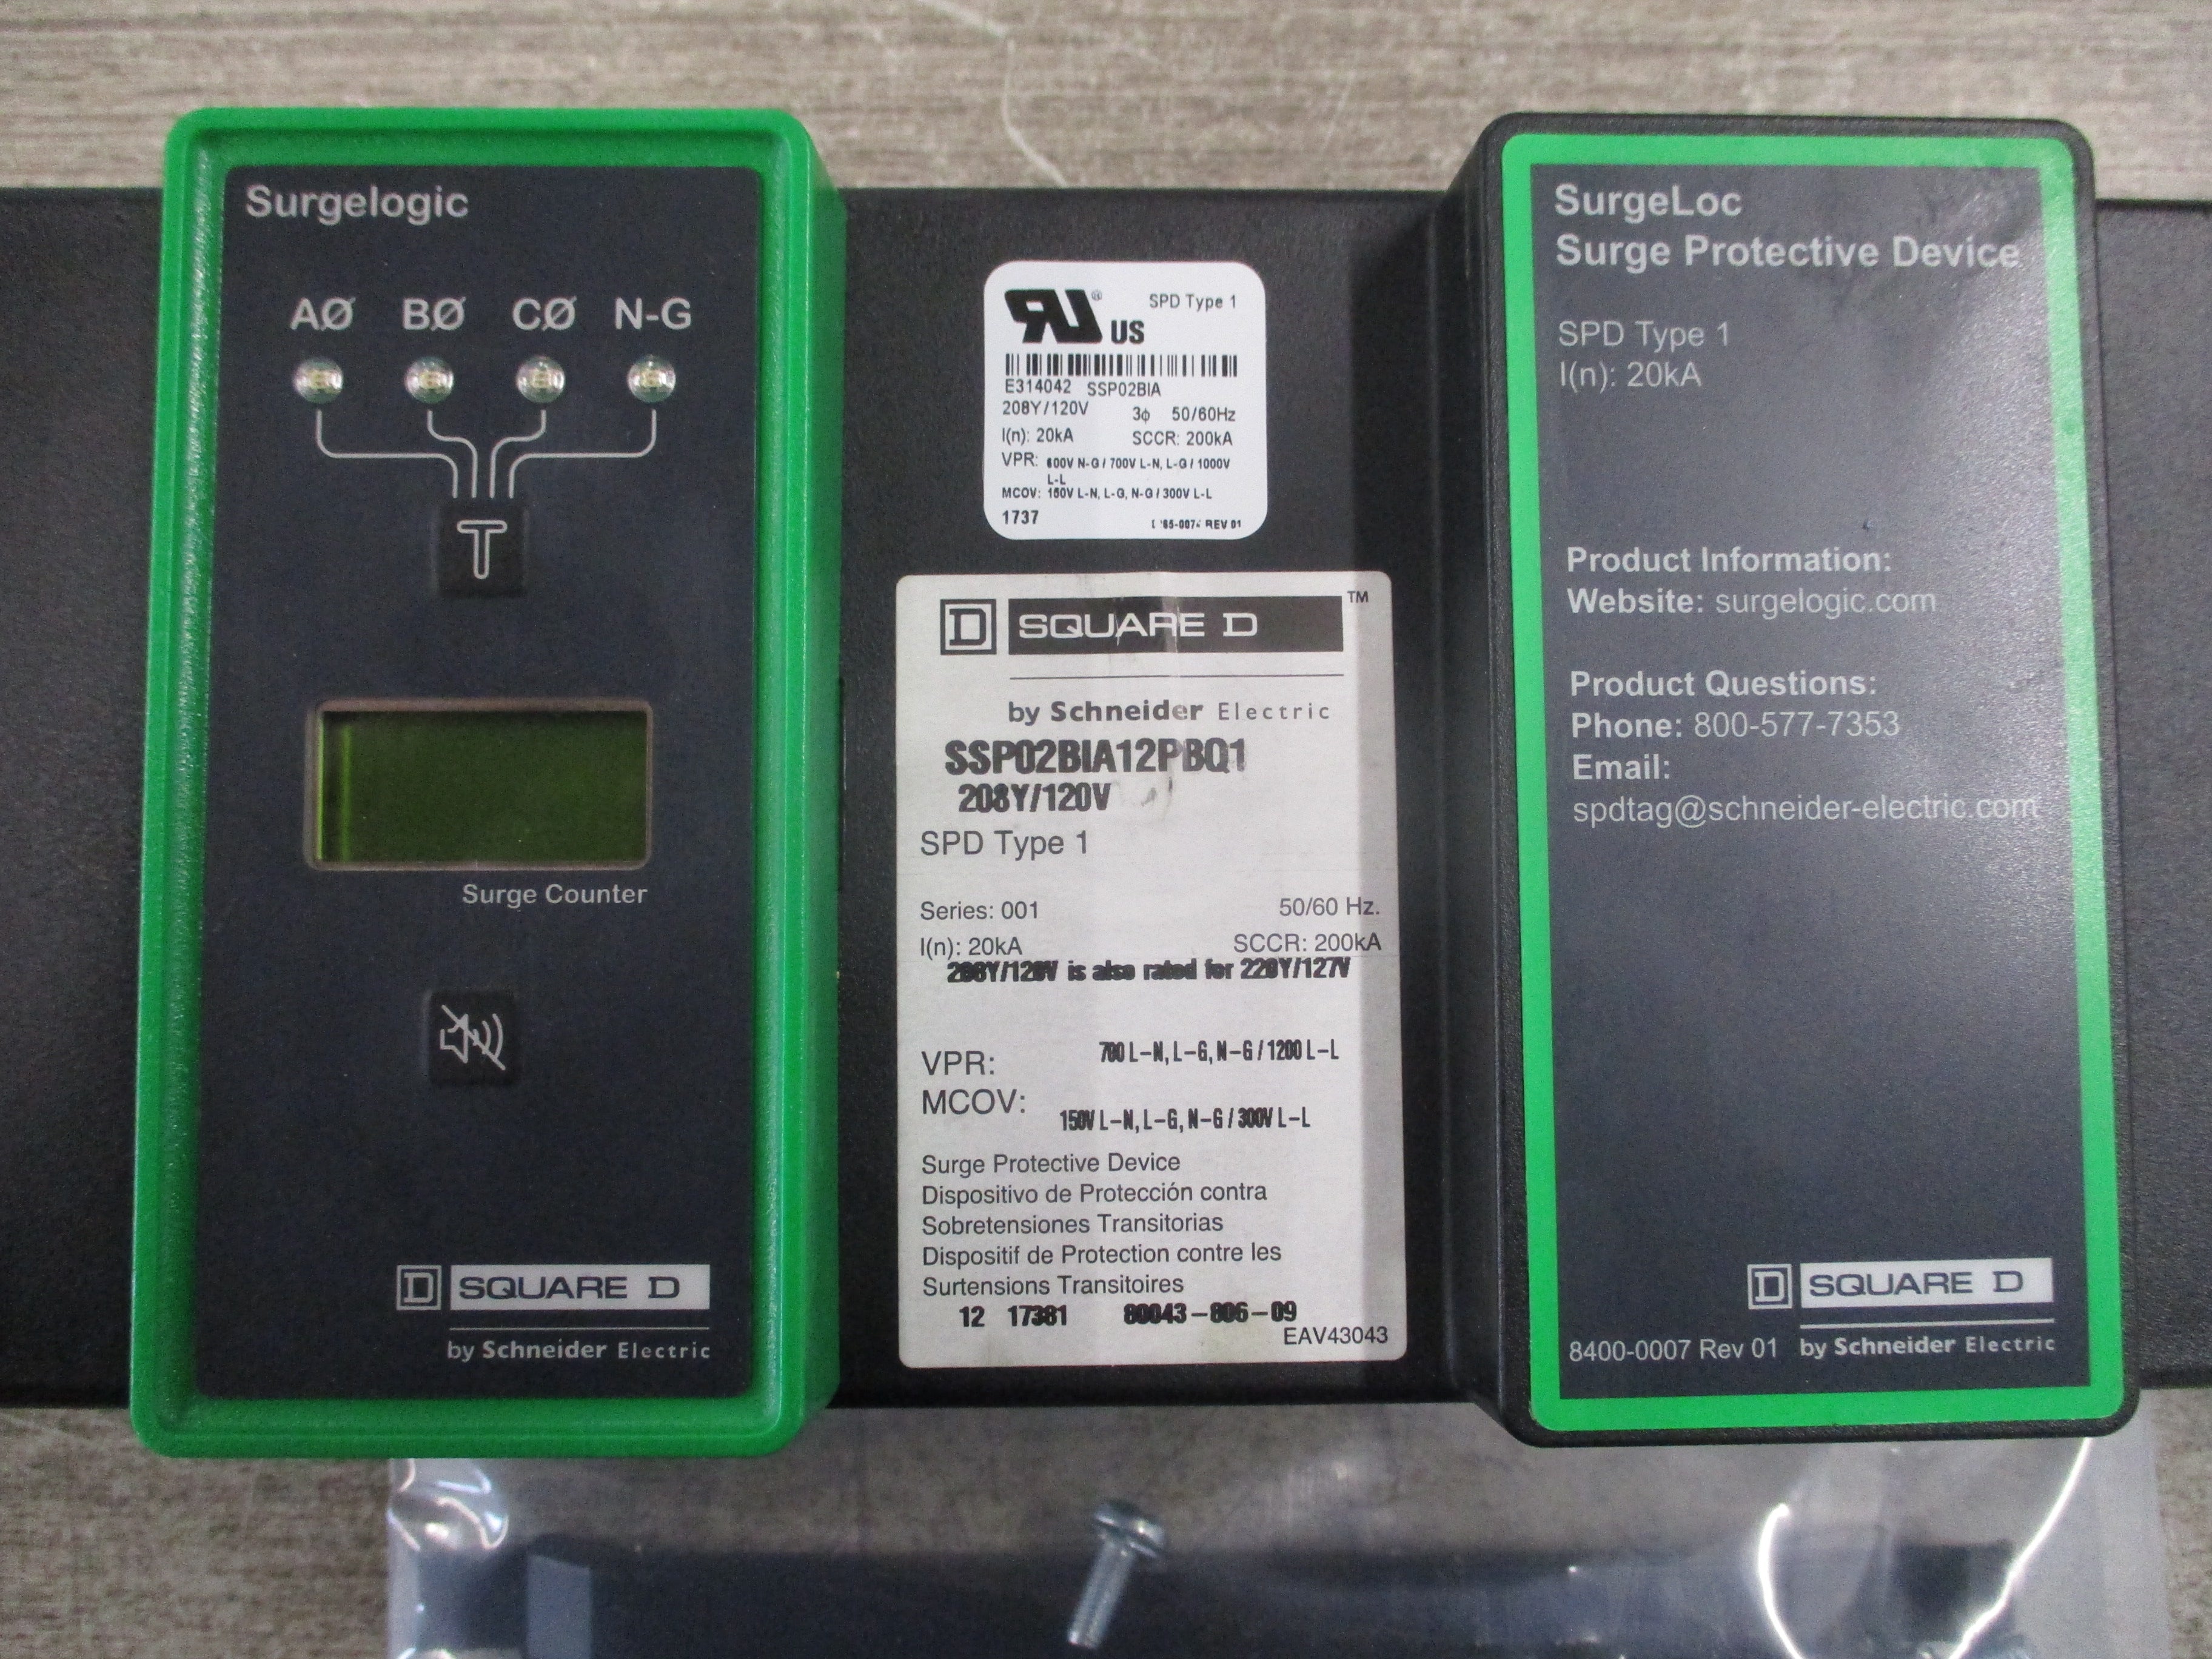 Surgelogic
AØ BØ CØ N-G
T
Surge Counter
D SQUARE D
by Schneider Electric
RU® US SPD Type 1
E314042 SSP02BIA
208Y/120V 3ϕ 50/60Hz
I(n): 20kA SCCR: 200kA
VPR: 600V N-G / 700V L-N, L-G / 1000V
L-L
MCOV: 150V L-N, L-G, N-G / 300V L-L
1737 REV 01
D SQUARE D ™
by Schneider Electric
SSP02BIA12PBQ1
208Y/120V
SPD Type 1
Series: 001 50/60 Hz.
I(n): 20kA SCCR: 200kA
208Y/120V is also rated for 220Y/127V
VPR: 700 L-N, L-G, N-G / 1200 L-L
MCOV: 150V L-N, L-G, N-G / 300V L-L
Surge Protective Device
Dispositivo de Protección contra
Sobretensiones Transitorias
Dispositif de Protection contre les
Surtensions Transitoires
12 17381 80043-806-09
EAV43043
SurgeLoc
Surge Protective Device
SPD Type 1
I(n): 20kA
Product Information:
Website: surgelogic.com
Product Questions:
Phone: 800-577-7353
Email:
spdtag@schneider-electric.com
D SQUARE D
8400-0007 Rev 01 by Schneider Electric